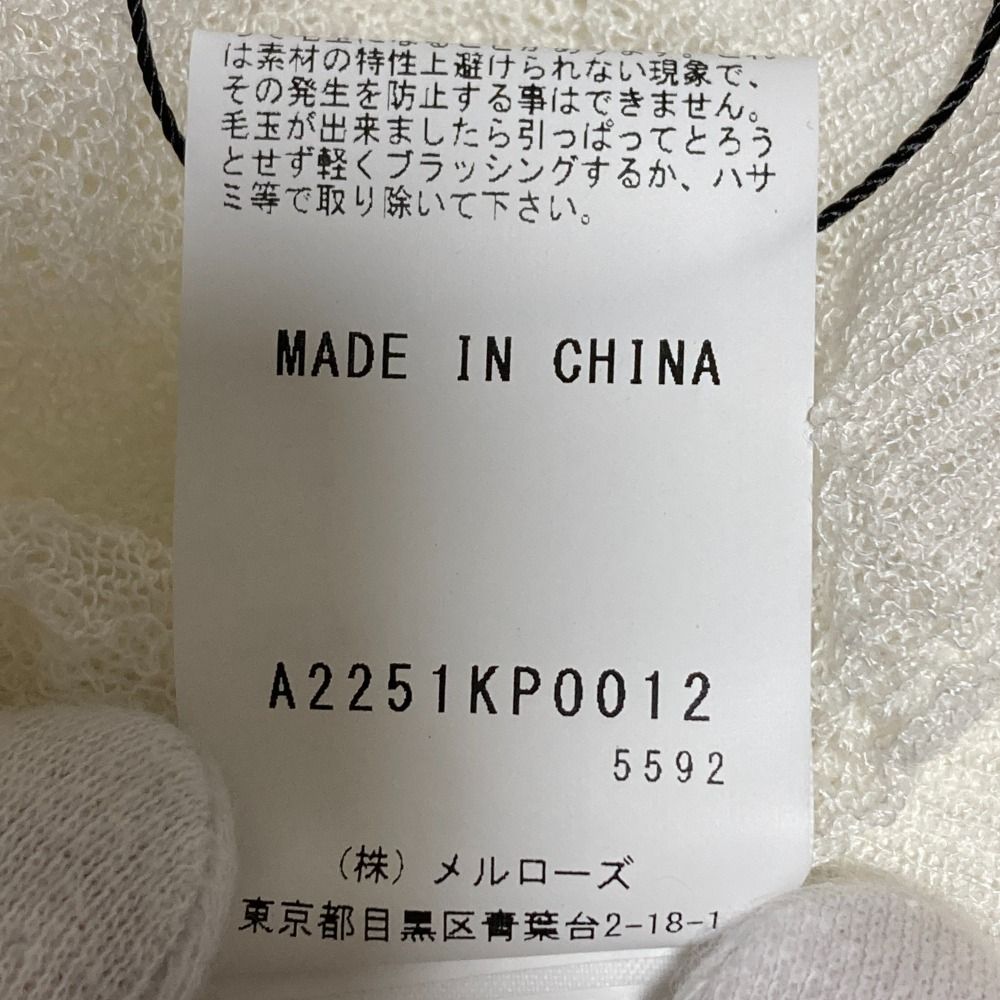 は素材の特性上避けられない現象で、
その発生を防止する事はできません。
毛玉が出来ましたら引っぱってとろう
とせず軽くブラッシングするか、ハサ
ミ等で取り除いて下さい。
MADE IN CHINA
A2251KP0012
5592
(株)メルローズ
東京都目黒区青葉台2-18-1